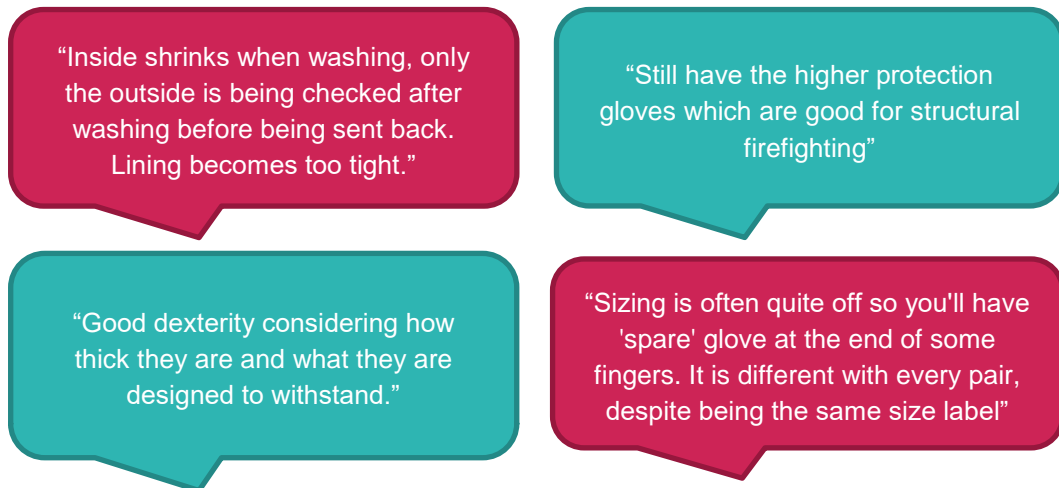 “Inside shrinks when washing, only
the outside is being checked after
washing before being sent back.
Lining becomes too tight.”
“Still have the higher protection
gloves which are good for structural
firefighting”
“Good dexterity considering how
thick they are and what they are
designed to withstand.”
“Sizing is often quite off so you'll have
'spare' glove at the end of some
fingers. It is different with every pair,
despite being the same size label”